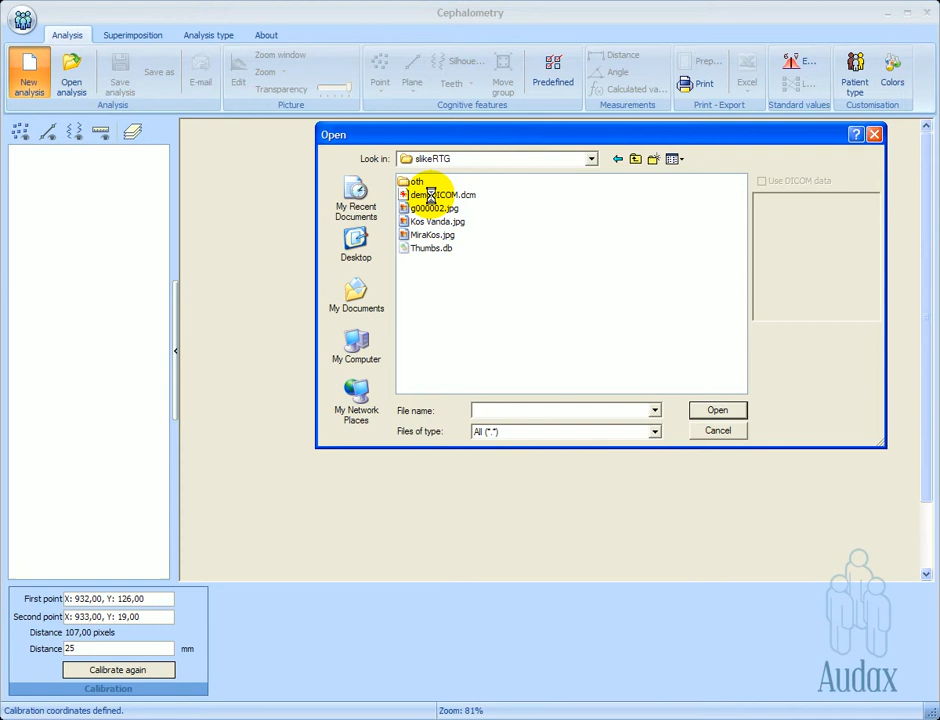 Cephalometry
Analysis Superimposition Analysis type About
New analysis
Open analysis
Save analysis
Save as
E-mail
Analysis
Edit
Zoom window
Zoom
Transparency
Picture
Point
Plane
Silhoue...
Teeth
Move group
Predefined
Cognitive features
Distance
Angle
Calculated va...
Measurements
Prep...
Print
Excel
Print - Export
E...
L...
Standard values
Patient type
Colors
Customisation
Open
Look in: slikeRTG
My Recent Documents
Desktop
My Documents
My Computer
My Network Places
oth
g000002.jpg
Kos Vanda.jpg
MiraKos.jpg
Thumbs.db
Use DICOM data
File name:
Open
Files of type: All (*.*)
Cancel
First point X: 932,00, Y: 126,00
Second point X: 933,00, Y: 19,00
Distance 107,00 pixels
Distance 25 mm
Calibrate again
Calibration
Audax
Calibration coordinates defined.
Zoom: 81%